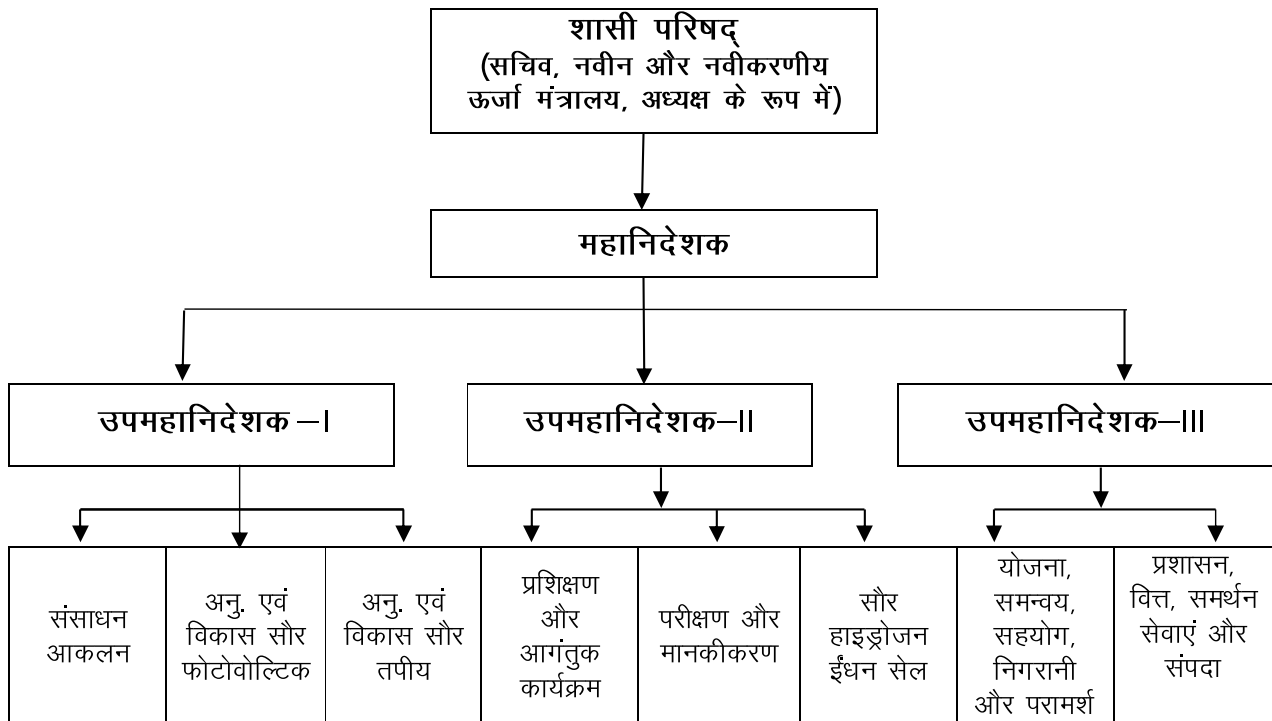 शासी परिषद्
(सचिव, नवीन और नवीकरणीय
ऊर्जा मंत्रालय, अध्यक्ष के रूप में)
महानिदेशक
उपमहानिदेशक –I
उपमहानिदेशक–II
उपमहानिदेशक–III
संसाधन
आकलन
अनु. एवं
विकास सौर
फोटोवोल्टिक
अनु. एवं
विकास सौर
तपीय
प्रशिक्षण
और
आगंतुक
कार्यक्रम
परीक्षण और
मानकीकरण
सौर
हाइड्रोजन
ईंधन सेल
योजना,
समन्वय,
सहयोग,
निगरानी
और परामर्श
प्रशासन,
वित्त, समर्थन
सेवाएं और
संपदा